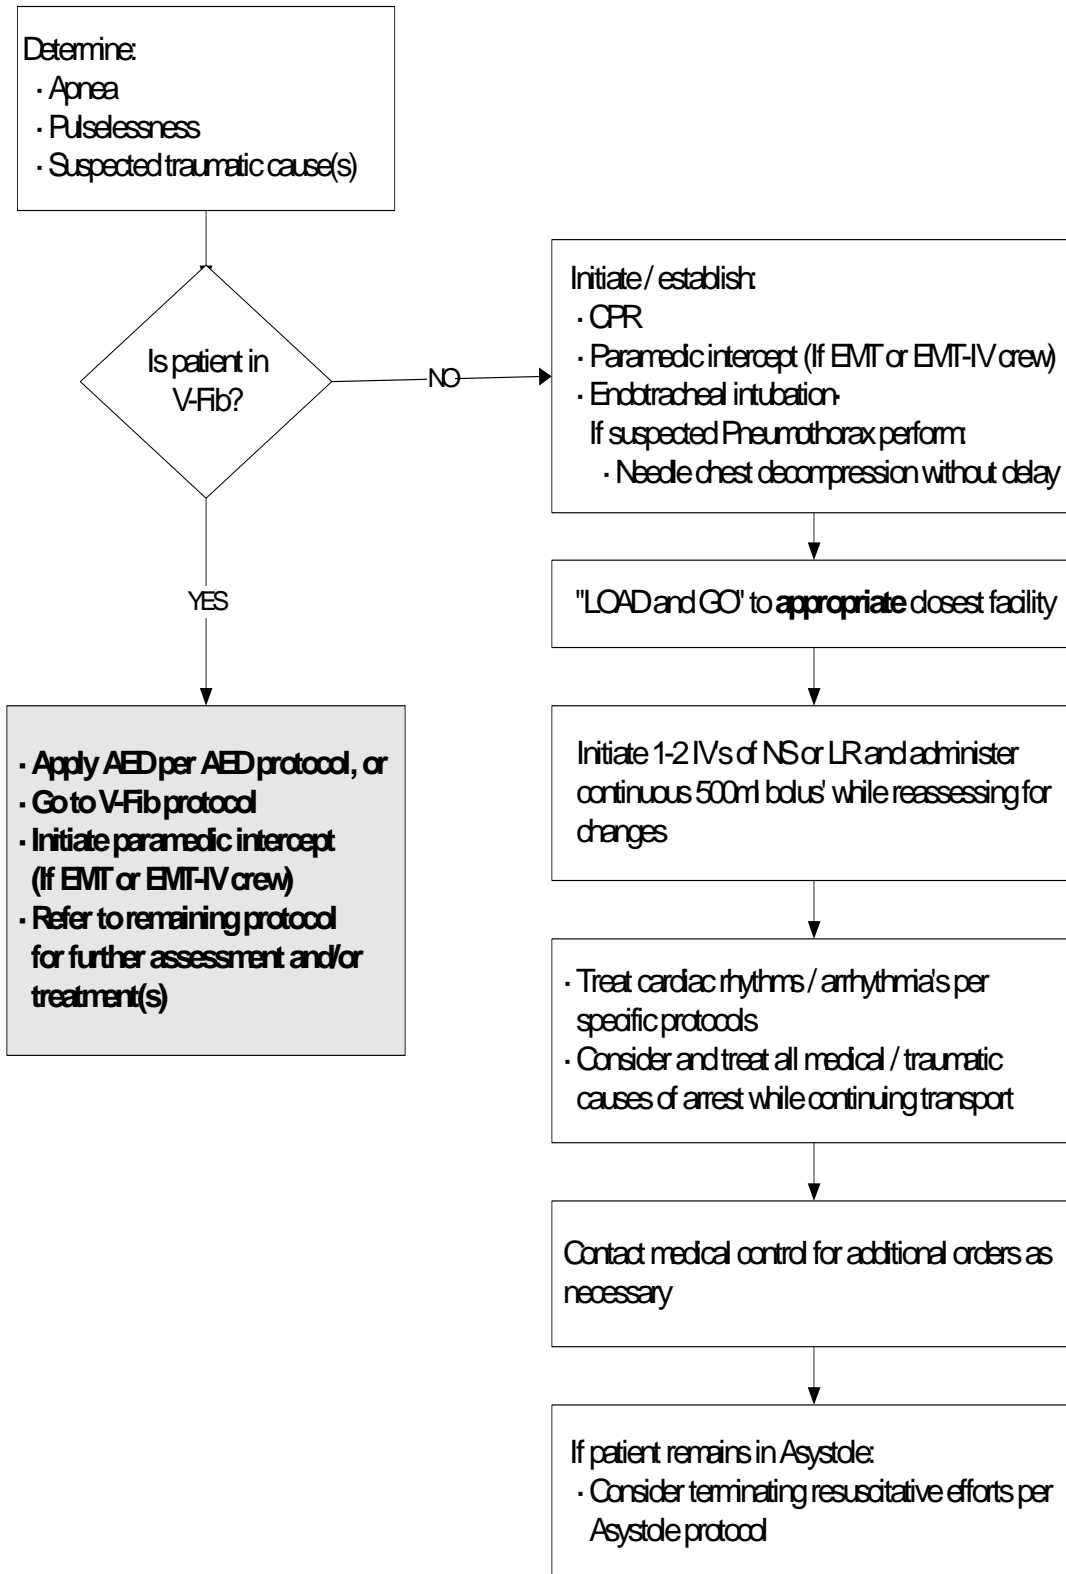 Determine:
· Apnea
· Pulselessness
· Suspected traumatic cause(s)
Is patient in
V-Fib?
NO
YES
· Apply AED per AED protocol, or
· Go to V-Fib protocol
· Initiate paramedic intercept
(If EMT or EMT-IV crew)
· Refer to remaining protocol
for further assessment and/or
treatment(s)
Initiate / establish:
· CPR
· Paramedic intercept (If EMT or EMT-IV crew)
· Endotracheal intubation-
If suspected Pneumothorax perform:
· Needle chest decompression without delay
"LOAD and GO" to appropriate closest facility
Initiate 1-2 IV's of NS or LR and administer
continuous 500ml bolus' while reassessing for
changes
· Treat cardiac rhythms / arrhythmia's per
specific protocols
· Consider and treat all medical / traumatic
causes of arrest while continuing transport
Contact medical control for additional orders as
necessary
If patient remains in Asystole:
· Consider terminating resuscitative efforts per
Asystole protocol